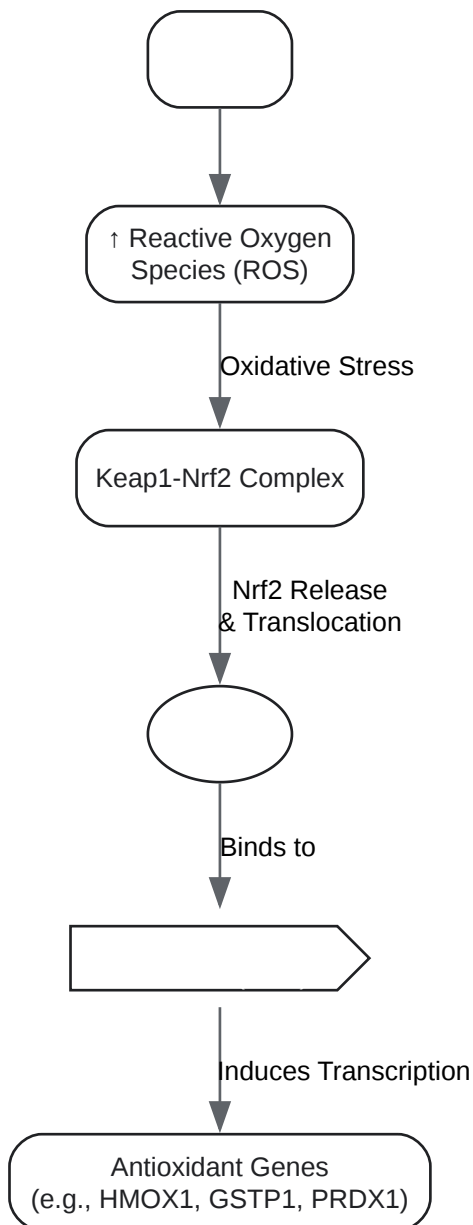 ↑ Reactive Oxygen
Species (ROS)
Oxidative Stress
Keap1-Nrf2 Complex
Nrf2 Release
& Translocation
Binds to
Induces Transcription
Antioxidant Genes
(e.g., HMOX1, GSTP1, PRDX1)